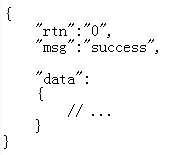 {
    "rtn":"0",
    "msg":"success",

    "data":
    {
        // ...
    }
}